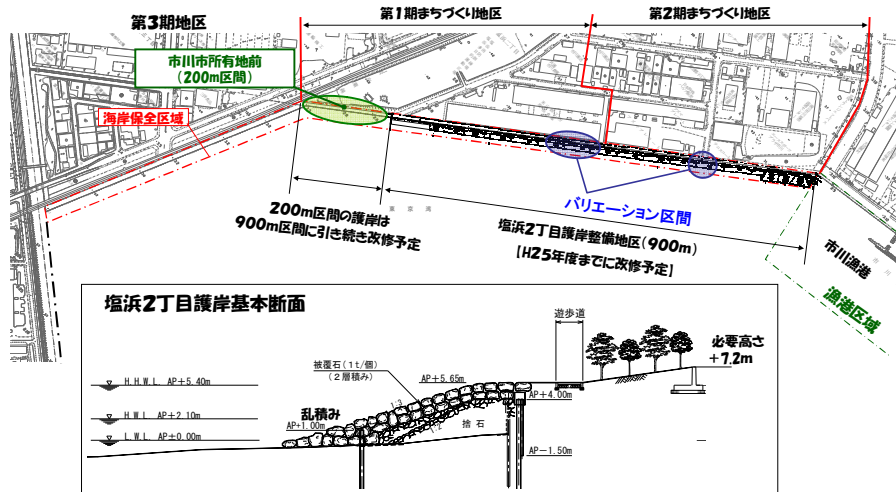 第3期地区
第1期まちづくり地区
第2期まちづくり地区
市川市所有地前
(200m区間)
海岸保全区域
バリエーション区間
東京湾
200m区間の護岸は
900m区間に引き続き改修予定
塩浜2丁目護岸整備地区(900m)
[H25年度までに改修予定]
市川漁港
漁港区域
塩浜2丁目護岸基本断面
遊歩道
必要高さ
+7.2m
被覆石(1t/個)
(2層積み)
H.H.W.L. AP+5.40m
AP+5.65m
AP+4.00m
1:3
H.W.L. AP+2.10m
乱積み
AP+1.00m
1:2
捨石
L.W.L. AP±0.00m
AP-1.50m